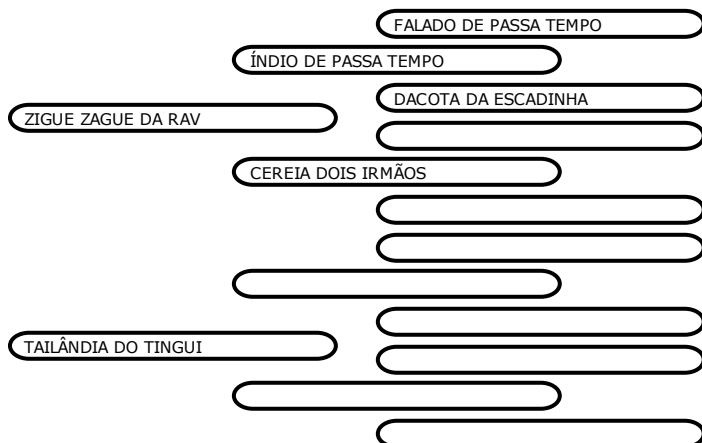 FALADO DE PASSA TEMPO
ÍNDIO DE PASSA TEMPO
DACOTA DA ESCADINHA
ZIGUE ZAGUE DA RAV
CEREIA DOIS IRMÃOS
TAILÂNDIA DO TINGUI